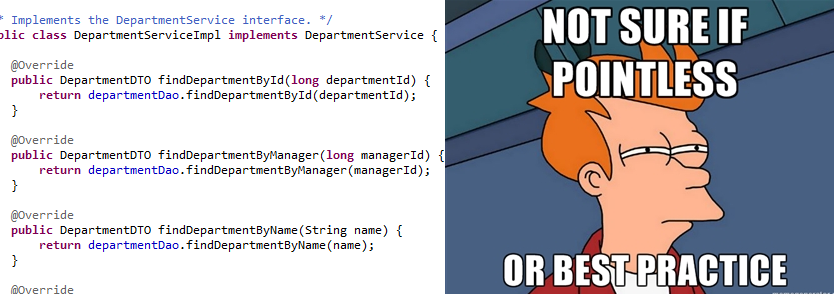 * Implements the DepartmentService interface. */
blic class DepartmentServiceImpl implements DepartmentService {
@Override
public DepartmentDTO findDepartmentById(long departmentId) {
return departmentDao.findDepartmentById(departmentId);
}
@Override
public DepartmentDTO findDepartmentByManager(long managerId) {
return departmentDao.findDepartmentByManager(managerId);
}
@Override
public DepartmentDTO findDepartmentByName(String name) {
return departmentDao.findDepartmentByName(name);
}
@Override
NOT SURE IF
POINTLESS
OR BEST PRACTICE